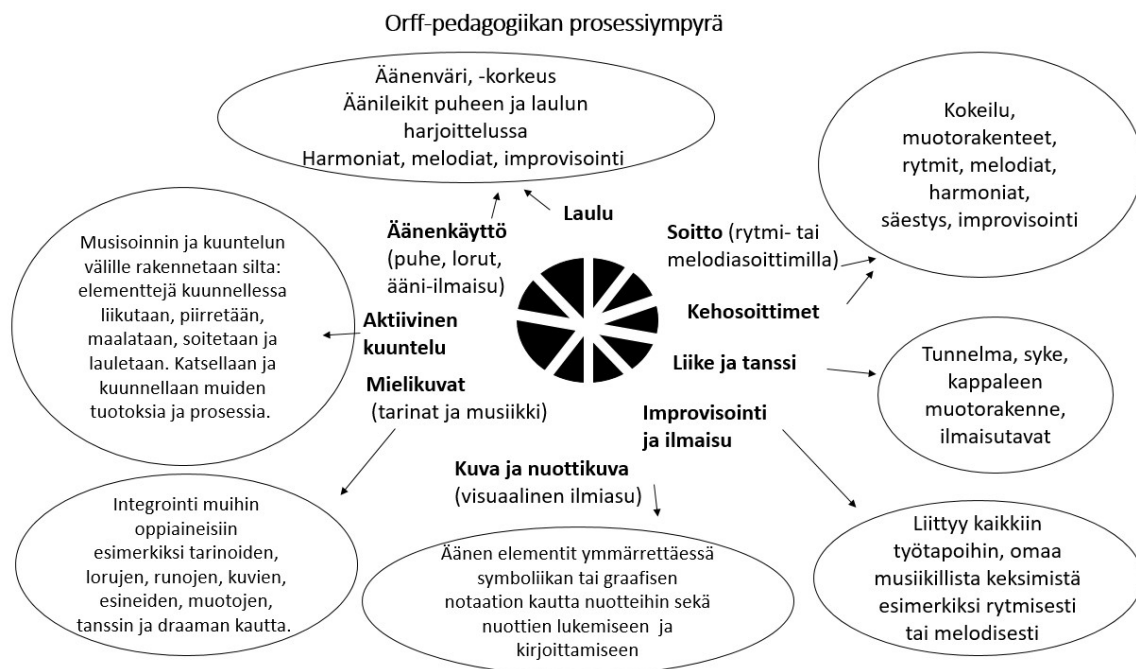 Orff-pedagogiikan prosessiympyrä
Äänenväri, -korkeus
Äänileikit puheen ja laulun
harjoittelussa
Harmoniat, melodiat, improvisointi
Kokeilu,
muotorakenteet,
rytmit, melodiat,
harmoniat,
säestys, improvisointi
Laulu
Äänenkäyttö
(puhe, lorut,
ääni-ilmaisu)
Soitto (rytmi- tai
melodiasoittimilla)
Kehosoittimet
Musisoinnin ja kuuntelun
välille rakennetaan silta:
elementtejä kuunnellessa
liikutaan, piirretään,
maalataan, soitetaan ja
lauletaan. Katsellaan ja
kuunnellaan muiden
tuotoksia ja prosessia.
Aktiivinen
kuuntelu
Liike ja tanssi
Tunnelma, syke,
kappaleen
muotorakenne,
ilmaisutavat
Mielikuvat
(tarinat ja musiikki)
Improvisointi
ja ilmaisu
Kuva ja nuottikuva
(visuaalinen ilmiasu)
Integrointi muihin
oppiaineisiin
esimerkiksi tarinoiden,
lorujen, runojen, kuvien,
esineiden, muotojen,
tanssin ja draaman kautta.
Äänen elementit ymmärrettäessä
symboliikan tai graafisen
notaation kautta nuotteihin sekä
nuottien lukemiseen ja
kirjoittamiseen
Liittyy kaikkiin
työtapoihin, omaa
musiikillista keksimistä
esimerkiksi rytmisesti
tai melodisesti